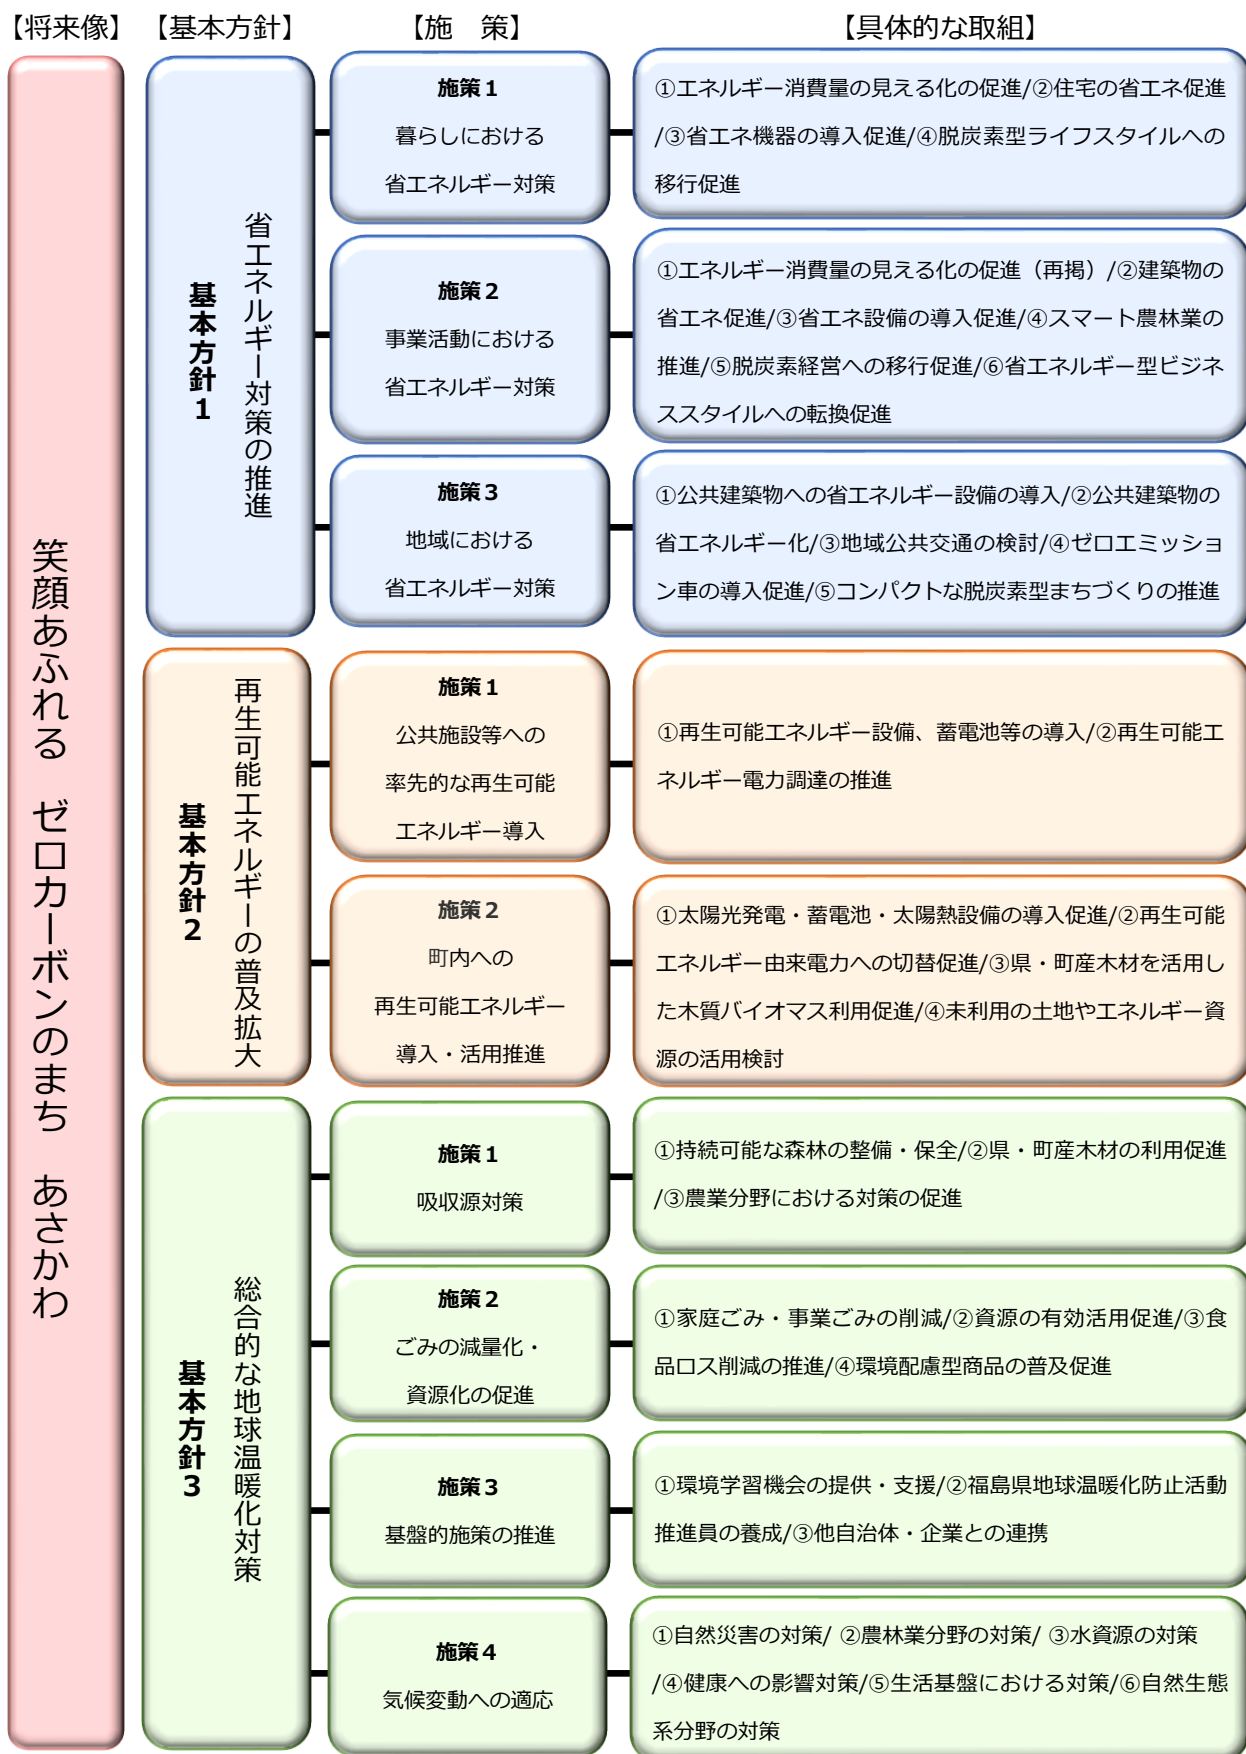 【将来像】 【基本方針】 【施　策】 【具体的な取組】
笑顔あふれる　ゼロカーボンのまち　あさかわ
基本方針１
省エネルギー対策の推進
施策１
暮らしにおける
省エネルギー対策
①エネルギー消費量の見える化の促進/②住宅の省エネ促進
/③省エネ機器の導入促進/④脱炭素型ライフスタイルへの
移行促進
施策２
事業活動における
省エネルギー対策
①エネルギー消費量の見える化の促進（再掲）/②建築物の
省エネ促進/③省エネ設備の導入促進/④スマート農林業の
推進/⑤脱炭素経営への移行促進/⑥省エネルギー型ビジネ
ススタイルへの転換促進
施策３
地域における
省エネルギー対策
①公共建築物への省エネルギー設備の導入/②公共建築物の
省エネルギー化/③地域公共交通の検討/④ゼロエミッショ
ン車の導入促進/⑤コンパクトな脱炭素型まちづくりの推進
基本方針２
再生可能エネルギーの普及拡大
施策１
公共施設等への
率先的な再生可能
エネルギー導入
①再生可能エネルギー設備、蓄電池等の導入/②再生可能エ
ネルギー電力調達の推進
施策２
町内への
再生可能エネルギー
導入・活用推進
①太陽光発電・蓄電池・太陽熱設備の導入促進/②再生可能
エネルギー由来電力への切替促進/③県・町産木材を活用し
た木質バイオマス利用促進/④未利用の土地やエネルギー資
源の活用検討
基本方針３
総合的な地球温暖化対策
施策１
吸収源対策
①持続可能な森林の整備・保全/②県・町産木材の利用促進
/③農業分野における対策の促進
施策２
ごみの減量化・
資源化の促進
①家庭ごみ・事業ごみの削減/②資源の有効活用促進/③食
品ロス削減の推進/④環境配慮型商品の普及促進
施策３
基盤的施策の推進
①環境学習機会の提供・支援/②福島県地球温暖化防止活動
推進員の養成/③他自治体・企業との連携
施策４
気候変動への適応
①自然災害の対策/ ②農林業分野の対策/ ③水資源の対策
/④健康への影響対策/⑤生活基盤における対策/⑥自然生態
系分野の対策